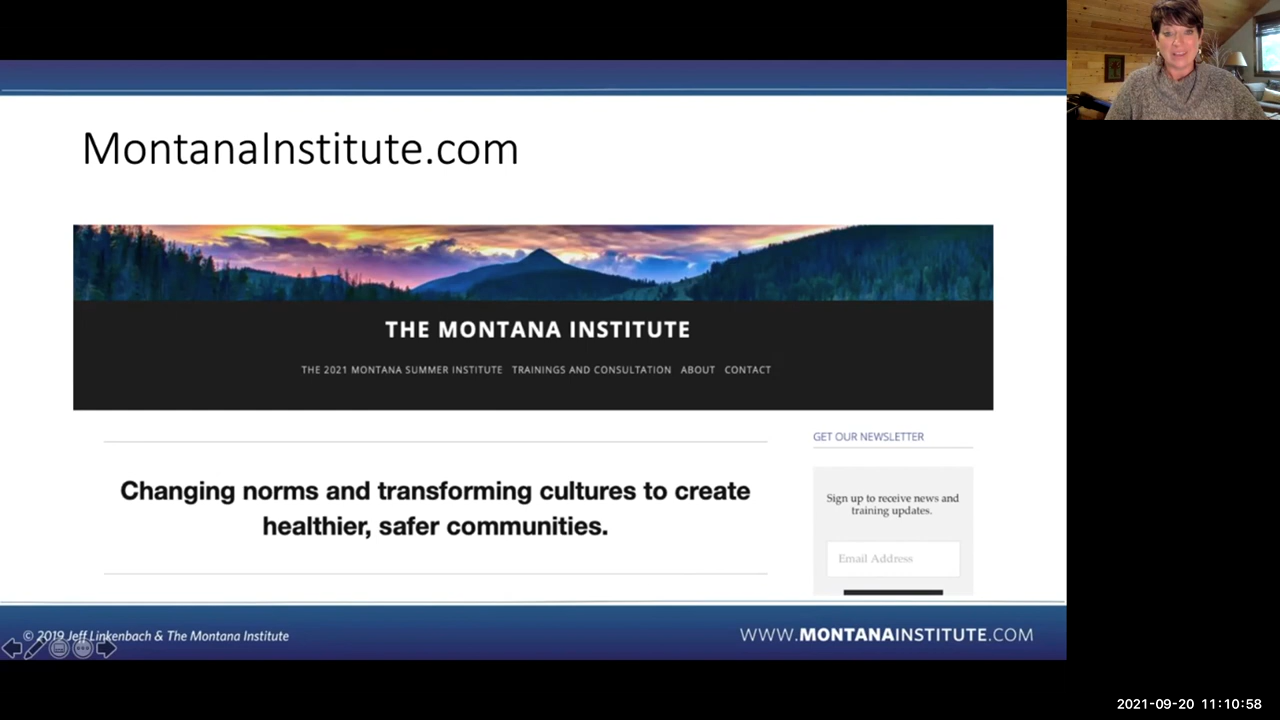 MontanaInstitute.com
THE MONTANA INSTITUTE
THE 2021 MONTANA SUMMER INSTITUTE TRAININGS AND CONSULTATION ABOUT CONTACT
Changing norms and transforming cultures to create
healthier, safer communities.
GET OUR NEWSLETTER
Sign up to receive news and
training updates.
Email Address
© 2019 Jeff Linkenbach & The Montana Institute
WWW.MONTANAINSTITUTE.COM
2021-09-20 11:10:58